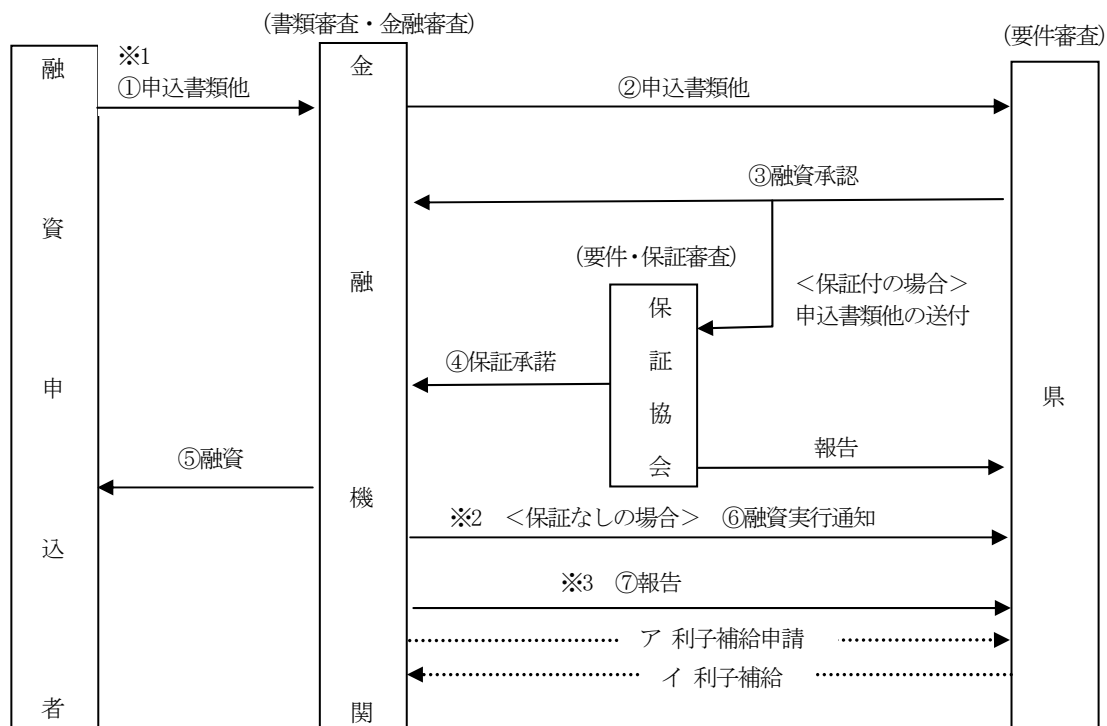 (書類審査・金融審査)
(要件審査)
融資申込者
金融機関
県
※1
①申込書類他
②申込書類他
③融資承認
(要件・保証審査)
保証協会
＜保証付の場合＞
申込書類他の送付
④保証承諾
報告
⑤融資
※2 ＜保証なしの場合＞ ⑥融資実行通知
※3 ⑦報告
ア 利子補給申請
イ 利子補給